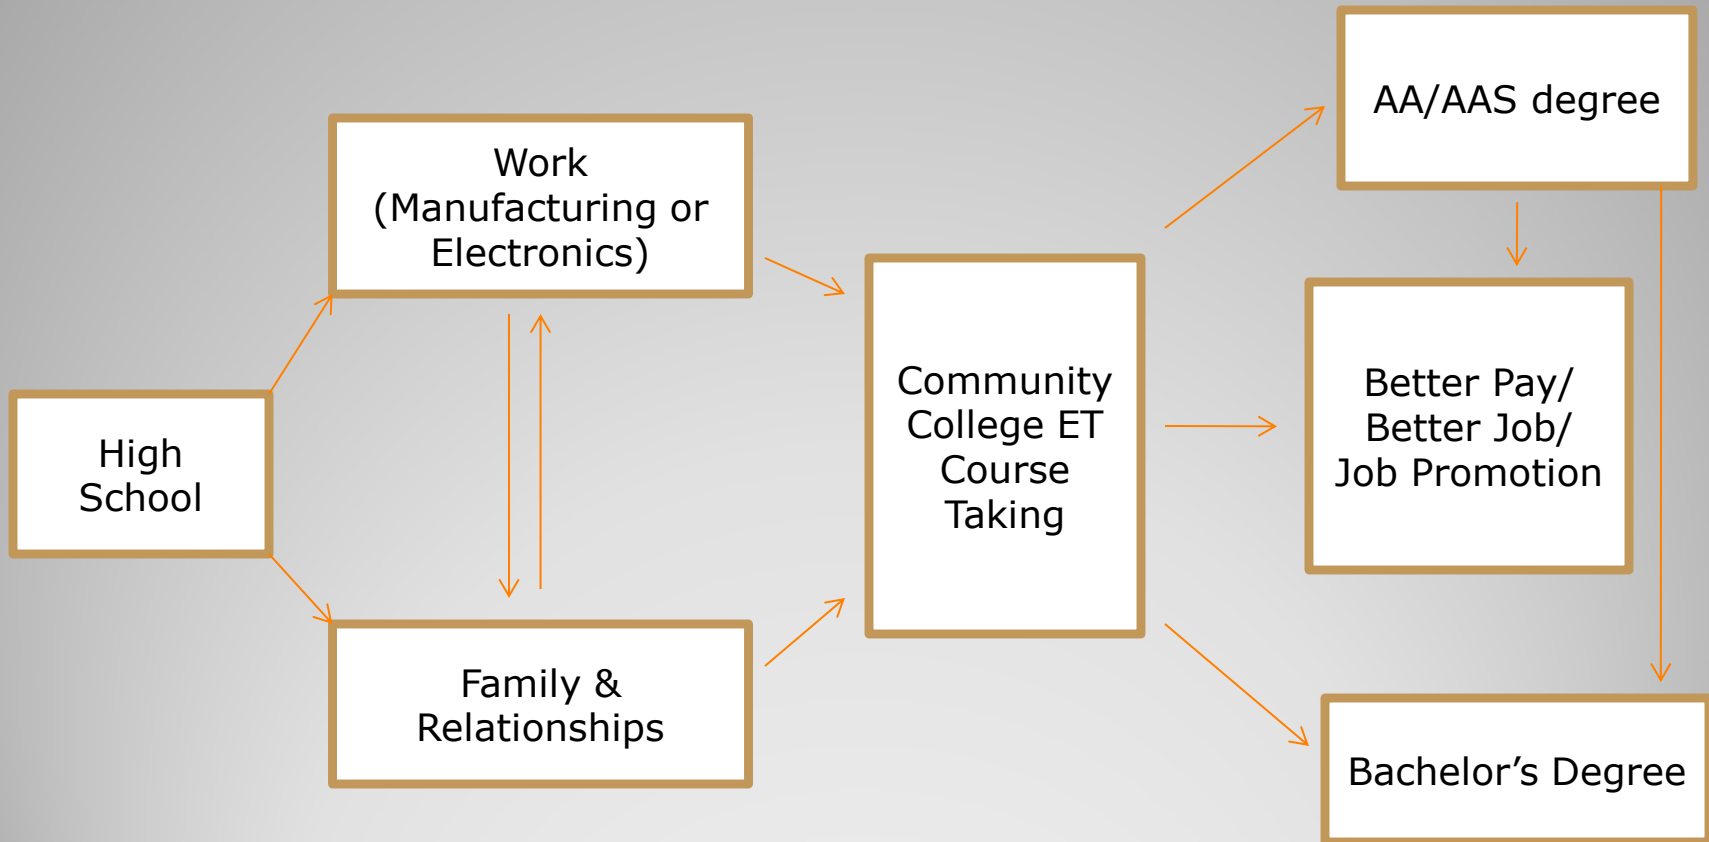 High
School
Work
(Manufacturing or
Electronics)
Family &
Relationships
Community
College ET
Course
Taking
AA/AAS degree
Better Pay/
Better Job/
Job Promotion
Bachelor’s Degree